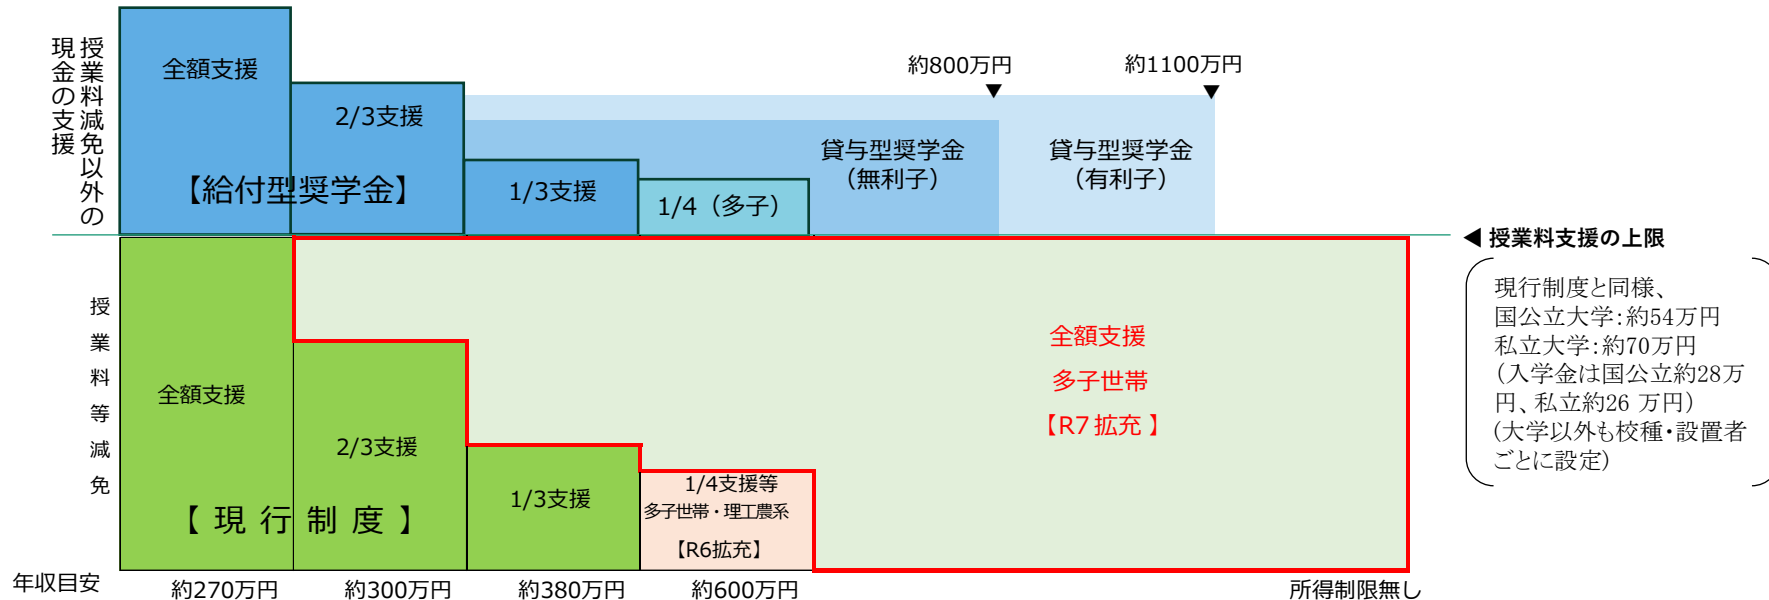 授業料減免以外の
現金の支援
全額支援
2/3支援
1/3支援
1/4（多子）
【給付型奨学金】
約800万円
約1100万円
貸与型奨学金
（無利子）
貸与型奨学金
（有利子）
◀ 授業料支援の上限
現行制度と同様、
国公立大学：約54万円
私立大学：約70万円
（入学金は国公立約28万
円、私立約26 万円）
（大学以外も校種・設置者
ごとに設定）
授業料等減免
全額支援
2/3支援
1/3支援
1/4支援等
多子世帯・理工農系
【R6拡充】
【 現 行 制 度 】
全額支援
多子世帯
【R7 拡充 】
年収目安
約270万円
約300万円
約380万円
約600万円
所得制限無し